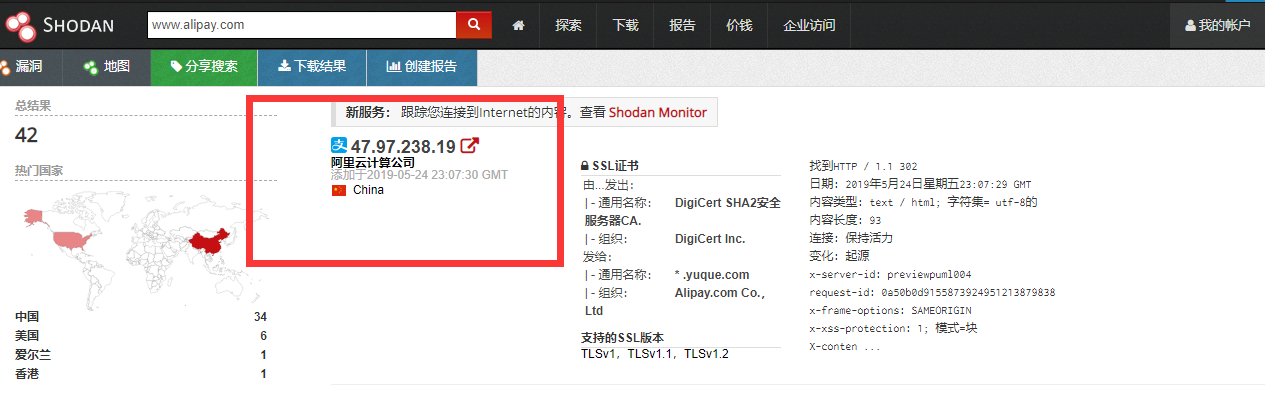 SHODAN
www.alipay.com
探索
下载
报告
价钱
企业访问
我的帐户
漏洞
地图
分享搜索
下载结果
创建报告
总结果
42
热门国家
中国 34
美国 6
爱尔兰 1
香港 1
新服务： 跟踪您连接到Internet的内容。查看 Shodan Monitor
支
47.97.238.19
阿里云计算公司
添加于2019-05-24 23:07:30 GMT
China
SSL证书
由...发出：
|- 通用名称： DigiCert SHA2安全
服务器CA.
|- 组织： DigiCert Inc.
发给：
|- 通用名称： * .yuque.com
|- 组织： Alipay.com Co.，
Ltd
支持的SSL版本
TLSv1，TLSv1.1，TLSv1.2
找到HTTP / 1.1 302
日期: 2019年5月24日星期五23:07:29 GMT
内容类型: text / html; 字符集= utf-8的
内容长度: 93
连接: 保持活力
变化: 起源
x-server-id: previewpuml004
request-id: 0a50b0d9155873924951213879838
x-frame-options: SAMEORIGIN
x-xss-protection: 1; 模式=块
X-conten ...